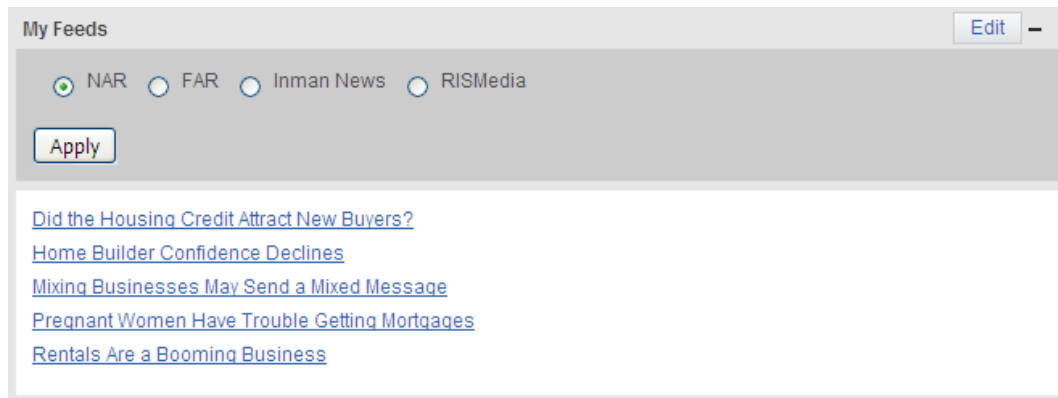 My Feeds Edit
NAR FAR Inman News RISMedia
Apply
Did the Housing Credit Attract New Buyers?
Home Builder Confidence Declines
Mixing Businesses May Send a Mixed Message
Pregnant Women Have Trouble Getting Mortgages
Rentals Are a Booming Business